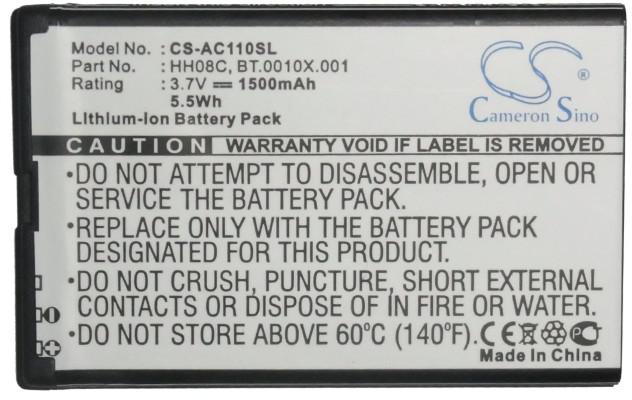 Model No. : CS-AC110SL
Part No. : HH08C, BT.0010X.001
Rating : 3.7V ⎓ 1500mAh
5.5Wh
Lithium-Ion Battery Pack
CS
®
Cameron Sino
CAUTION WARRANTY VOID IF LABEL IS REMOVED
•DO NOT ATTEMPT TO DISASSEMBLE, OPEN OR
SERVICE THE BATTERY PACK.
•REPLACE ONLY WITH THE BATTERY PACK
DESIGNATED FOR THIS PRODUCT.
•DO NOT CRUSH, PUNCTURE, SHORT EXTERNAL
CONTACTS OR DISPOSE OF IN FIRE OR WATER.
•DO NOT STORE ABOVE 60°C (140°F). CE
Made in China